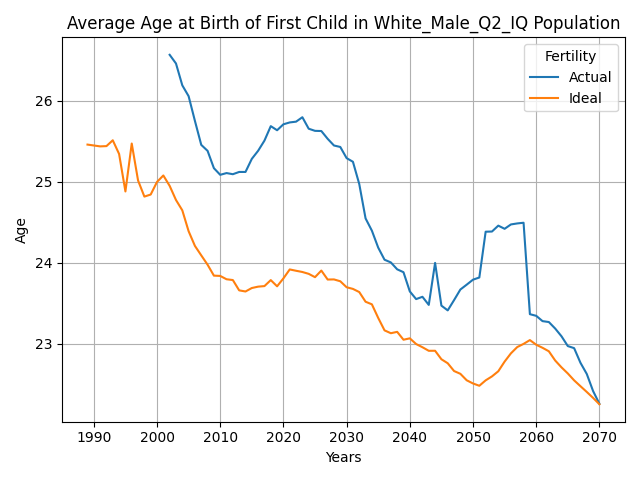 Average Age at Birth of First Child in White_Male_Q2_IQ Population
Fertility
Actual
Ideal
Age
26
25
24
23
1990 2000 2010 2020 2030 2040 2050 2060 2070
Years